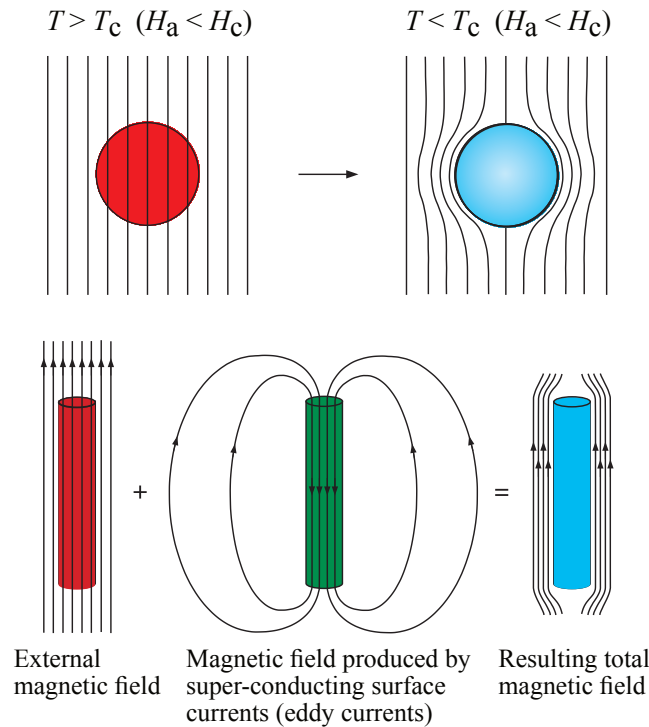 T > Tc (Ha < Hc)
T < Tc (Ha < Hc)
+
=
External
magnetic field
Magnetic field produced by
super-conducting surface
currents (eddy currents)
Resulting total
magnetic field